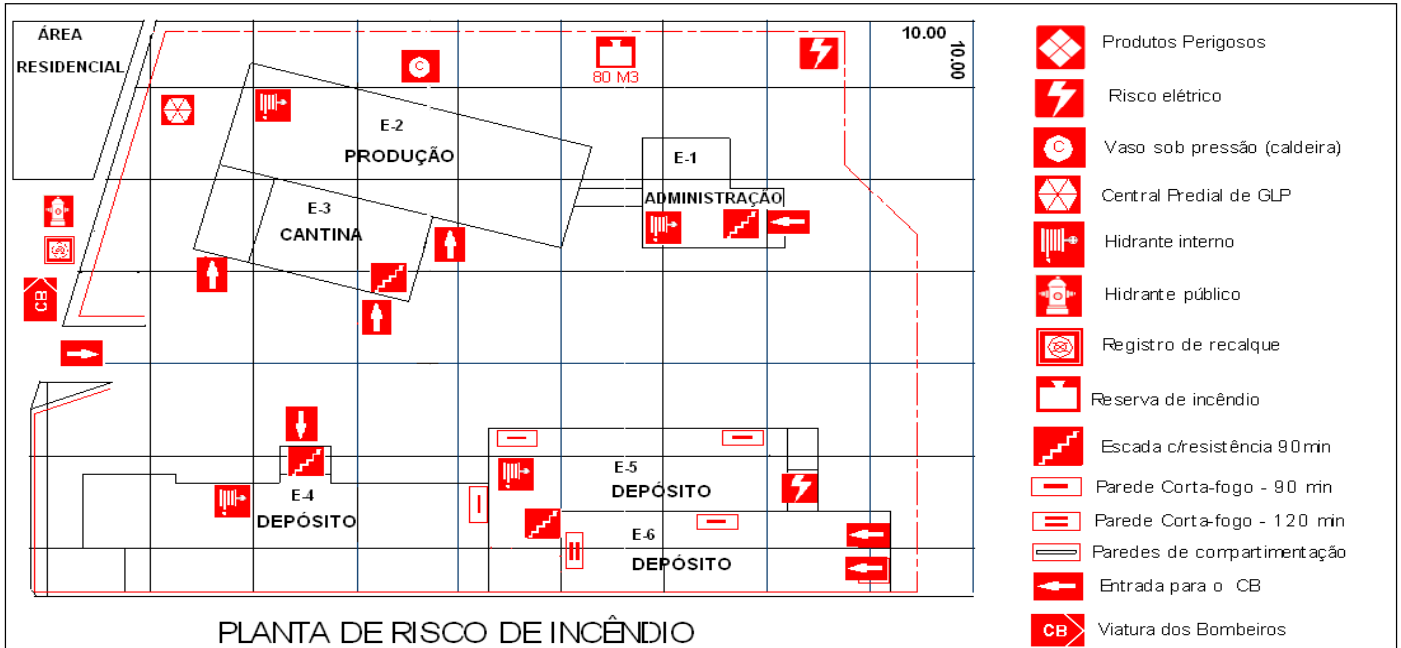 ÁREA
RESIDENCIAL
C
80 M3
10.00
10.00
E-2
PRODUÇÃO
E-1
ADMINISTRAÇÃO
E-3
CANTINA
CB
E-4
DEPÓSITO
E-5
DEPÓSITO
E-6
DEPÓSITO
PLANTA DE RISCO DE INCÊNDIO
Produtos Perigosos
Risco elétrico
C
Vaso sob pressão (caldeira)
Central Predial de GLP
Hidrante interno
Hidrante público
Registro de recalque
Reserva de incêndio
Escada c/resistência 90min
Parede Corta-fogo - 90 min
Parede Corta-fogo - 120 min
Paredes de compartimentação
Entrada para o CB
CB
Viatura dos Bombeiros